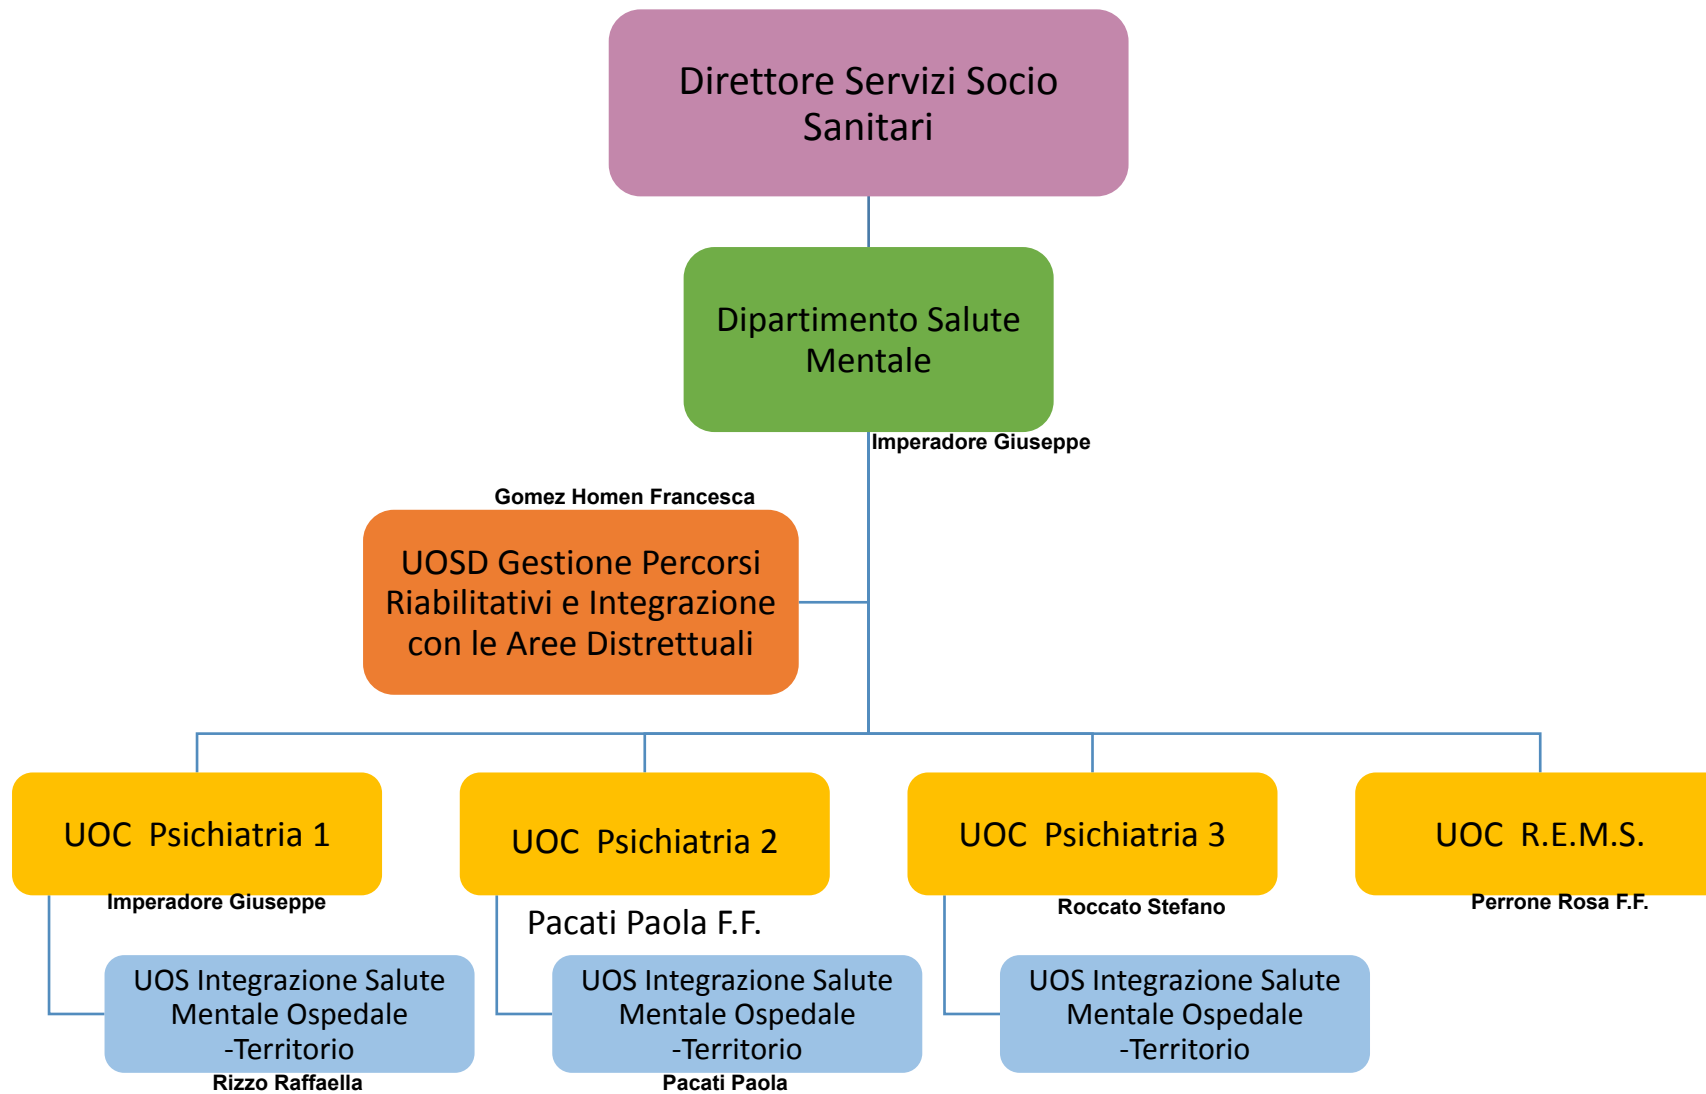 Direttore Servizi Socio
Sanitari
Dipartimento Salute
Mentale
Imperadore Giuseppe
Gomez Homen Francesca
UOSD Gestione Percorsi
Riabilitativi e Integrazione
con le Aree Distrettuali
UOC Psichiatria 1
Imperadore Giuseppe
UOC Psichiatria 2
Pacati Paola F.F.
UOC Psichiatria 3
Roccato Stefano
UOC R.E.M.S.
Perrone Rosa F.F.
UOS Integrazione Salute
Mentale Ospedale
-Territorio
Rizzo Raffaella
UOS Integrazione Salute
Mentale Ospedale
-Territorio
Pacati Paola
UOS Integrazione Salute
Mentale Ospedale
-Territorio